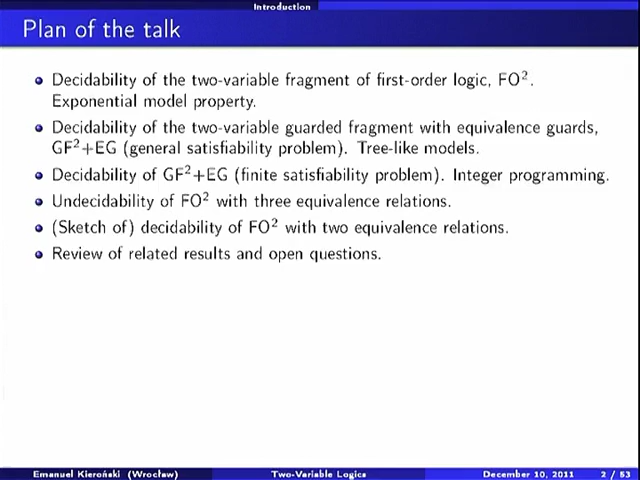 Introduction
Plan of the talk
Decidability of the two-variable fragment of first-order logic, FO².
Exponential model property.
Decidability of the two-variable guarded fragment with equivalence guards,
GF²+EG (general satisfiability problem). Tree-like models.
Decidability of GF²+EG (finite satisfiability problem). Integer programming.
Undecidability of FO² with three equivalence relations.
(Sketch of) decidability of FO² with two equivalence relations.
Review of related results and open questions.
Emanuel Kieroński (Wrocław) Two-Variable Logics December 10, 2011 2 / 53